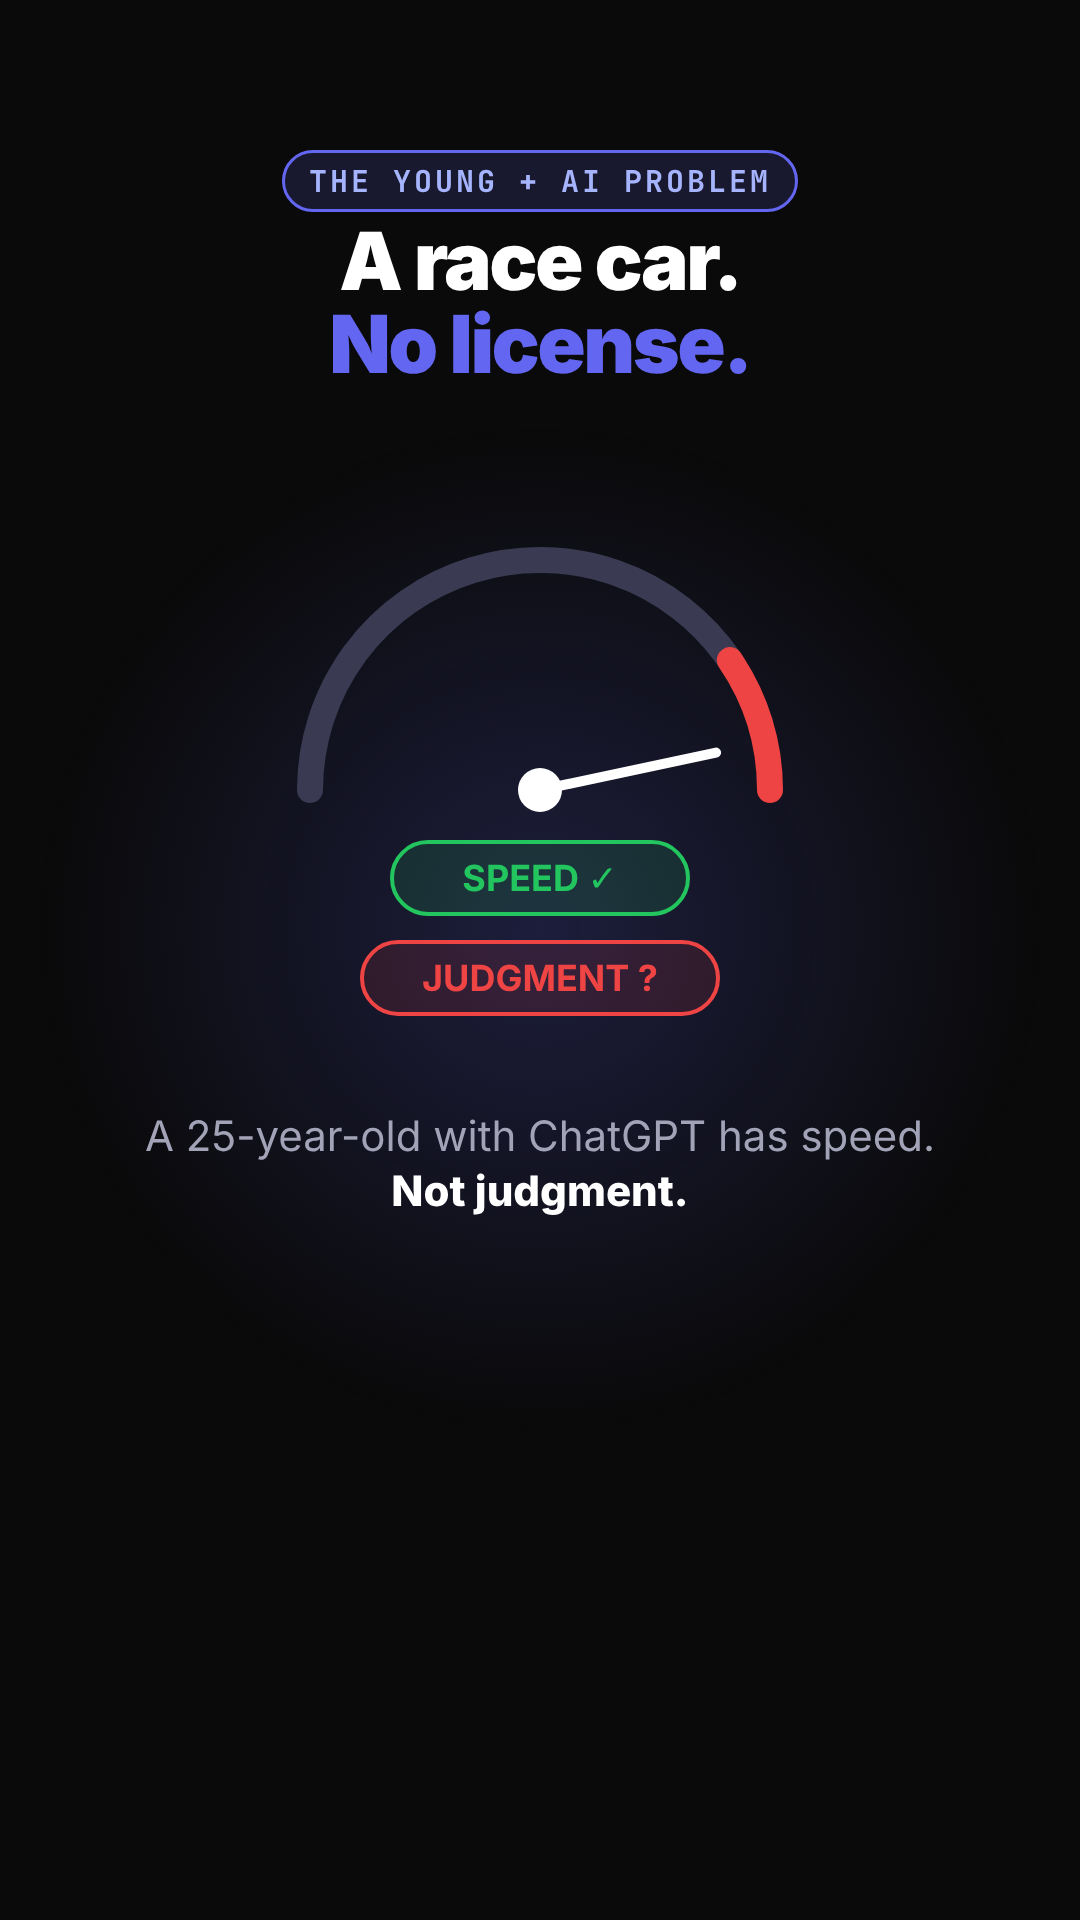 THE YOUNG + AI PROBLEM
A race car.
No license.
SPEED ✓
JUDGMENT ?
A 25-year-old with ChatGPT has speed.
Not judgment.